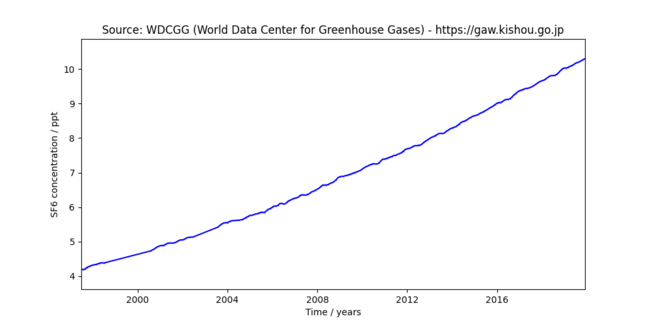 Source: WDCGG (World Data Center for Greenhouse Gases) - https://gaw.kishou.go.jp
10
9
8
7
6
5
4
SF6 concentration / ppt
2000 2004 2008 2012 2016
Time / years